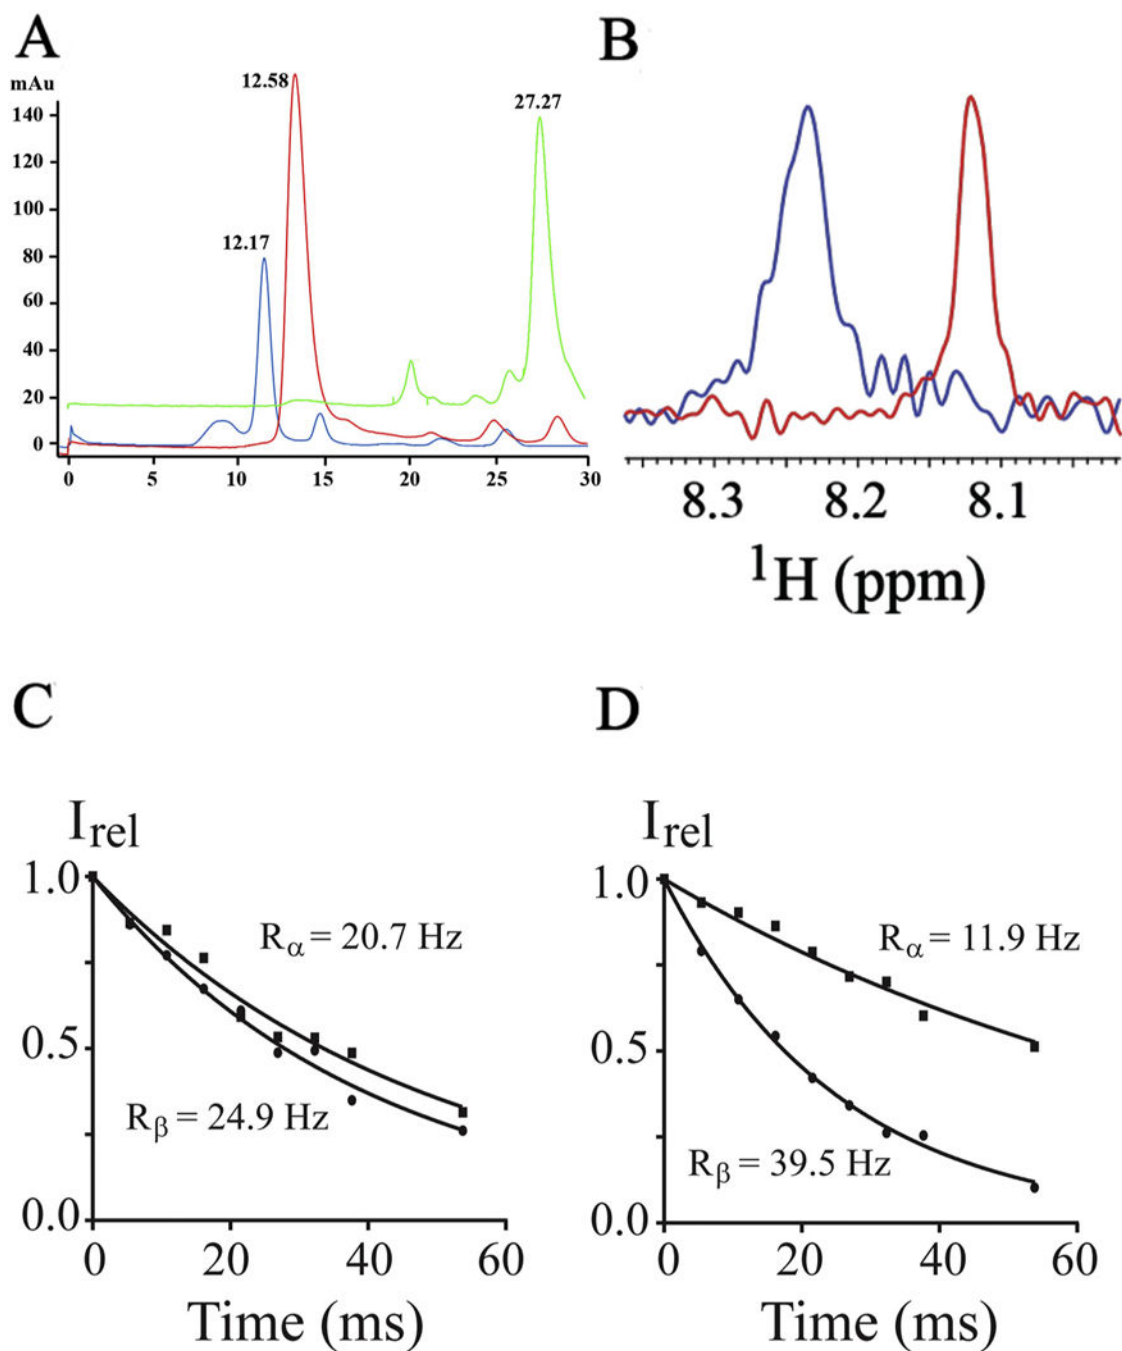 A
mAu
140
120
100
80
60
40
20
0
12.58
12.17
27.27
0 5 10 15 20 25 30
B
8.3 8.2 8.1
¹H (ppm)
C
I_rel
1.0
0.5
0.0
R_α = 20.7 Hz
R_β = 24.9 Hz
0 20 40 60
Time (ms)
D
I_rel
1.0
0.5
0.0
R_α = 11.9 Hz
R_β = 39.5 Hz
0 20 40 60
Time (ms)